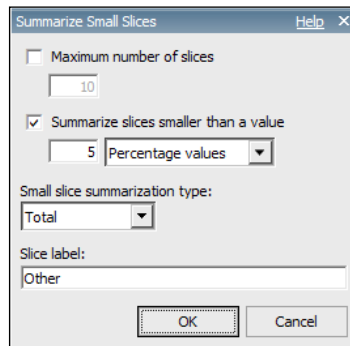 Summarize Small Slices Help X
Maximum number of slices
10
Summarize slices smaller than a value
5 Percentage values
Small slice summarization type:
Total
Slice label:
Other
OK Cancel